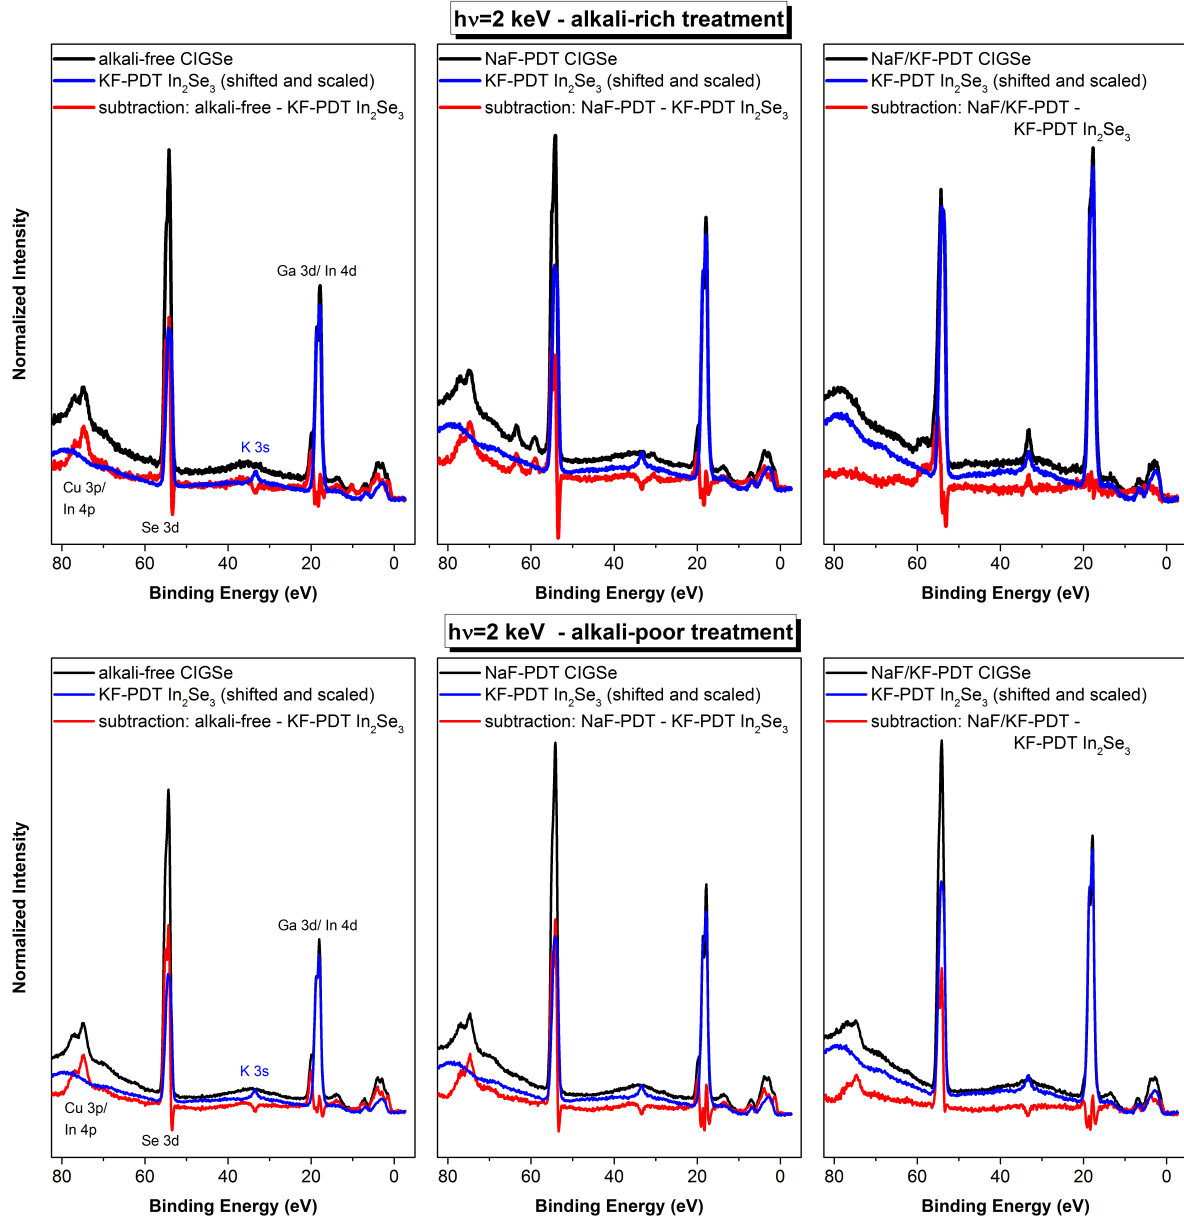 hν=2 keV - alkali-rich treatment
alkali-free CIGSe
KF-PDT In₂Se₃ (shifted and scaled)
subtraction: alkali-free - KF-PDT In₂Se₃
Ga 3d/ In 4d
K 3s
Cu 3p/
In 4p
Se 3d
Normalized Intensity
80 60 40 20 0
Binding Energy (eV)
NaF-PDT CIGSe
KF-PDT In₂Se₃ (shifted and scaled)
subtraction: NaF-PDT - KF-PDT In₂Se₃
80 60 40 20 0
Binding Energy (eV)
NaF/KF-PDT CIGSe
KF-PDT In₂Se₃ (shifted and scaled)
subtraction: NaF/KF-PDT -
KF-PDT In₂Se₃
80 60 40 20 0
Binding Energy (eV)
hν=2 keV - alkali-poor treatment
alkali-free CIGSe
KF-PDT In₂Se₃ (shifted and scaled)
subtraction: alkali-free - KF-PDT In₂Se₃
Ga 3d/ In 4d
K 3s
Cu 3p/
In 4p
Se 3d
Normalized Intensity
80 60 40 20 0
Binding Energy (eV)
NaF-PDT CIGSe
KF-PDT In₂Se₃ (shifted and scaled)
subtraction: NaF-PDT - KF-PDT In₂Se₃
80 60 40 20 0
Binding Energy (eV)
NaF/KF-PDT CIGSe
KF-PDT In₂Se₃ (shifted and scaled)
subtraction: NaF/KF-PDT -
KF-PDT In₂Se₃
80 60 40 20 0
Binding Energy (eV)